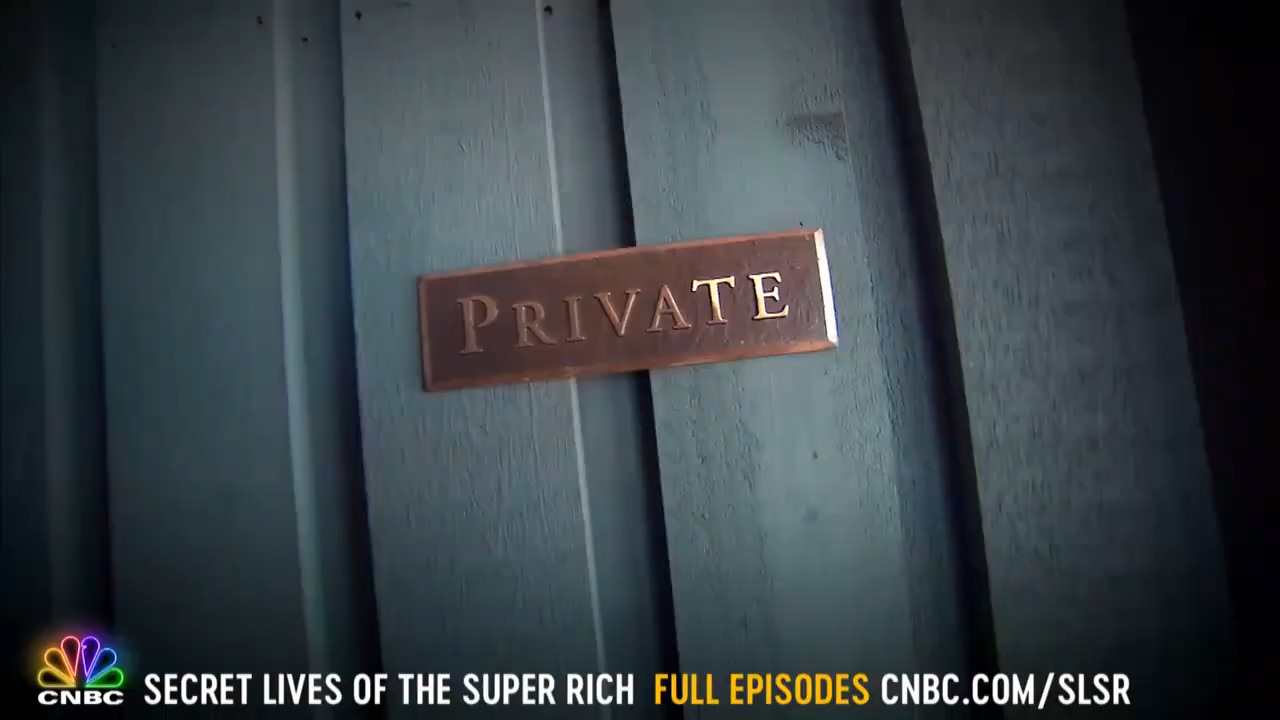 PRIVATE
CNBC
SECRET LIVES OF THE SUPER RICH FULL EPISODES CNBC.COM/SLSR